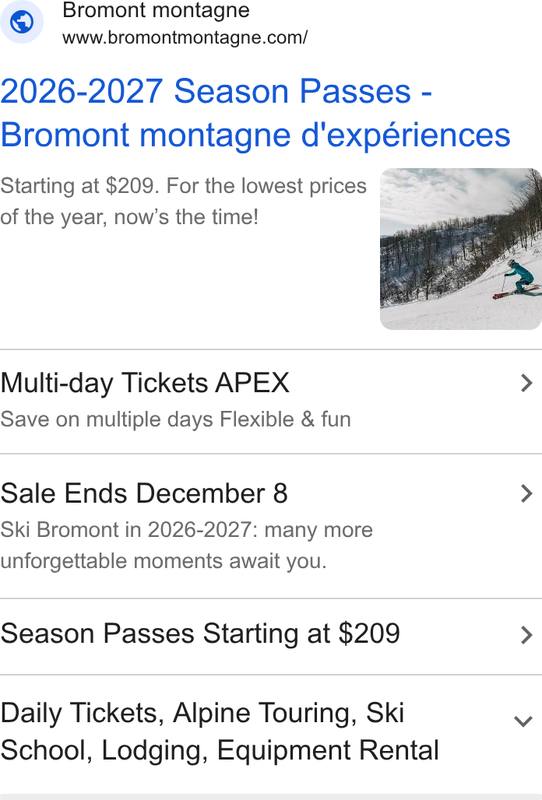 Bromont montagne
www.bromontmontagne.com/
2026-2027 Season Passes -
Bromont montagne d'expériences
Starting at $209. For the lowest prices
of the year, now’s the time!
Multi-day Tickets APEX
Save on multiple days Flexible & fun
Sale Ends December 8
Ski Bromont in 2026-2027: many more
unforgettable moments await you.
Season Passes Starting at $209
Daily Tickets, Alpine Touring, Ski
School, Lodging, Equipment Rental